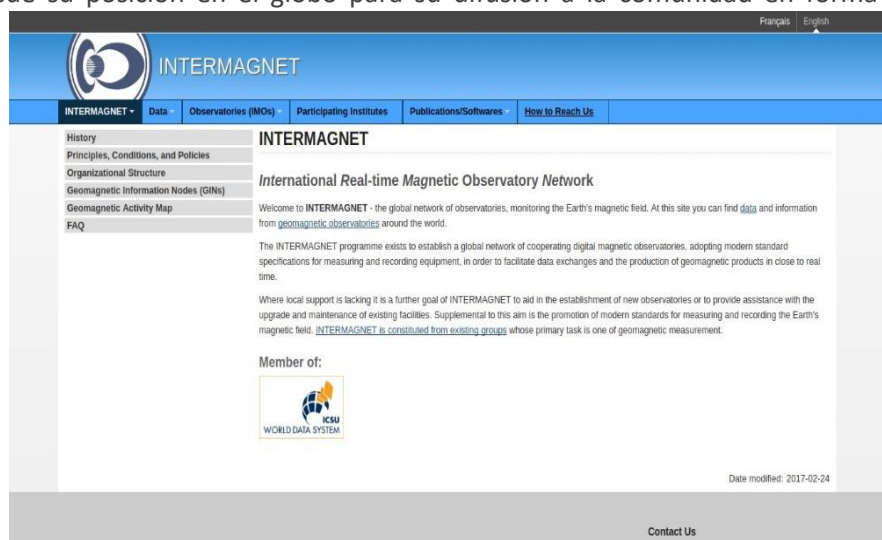 de su posición en el globo para su difusión a la comunidad en forma
Français English
INTERMAGNET
INTERMAGNET Data Observatories (IMOs) Participating Institutes Publications/Softwares How to Reach Us
History
Principles, Conditions, and Policies
Organizational Structure
Geomagnetic Information Nodes (GINs)
Geomagnetic Activity Map
FAQ
INTERMAGNET
International Real-time Magnetic Observatory Network
Welcome to INTERMAGNET - the global network of observatories, monitoring the Earth's magnetic field. At this site you can find data and information
from geomagnetic observatories around the world.
The INTERMAGNET programme exists to establish a global network of cooperating digital magnetic observatories, adopting modern standard
specifications for measuring and recording equipment, in order to facilitate data exchanges and the production of geomagnetic products in close to real
time.
Where local support is lacking it is a further goal of INTERMAGNET to aid in the establishment of new observatories or to provide assistance with the
upgrade and maintenance of existing facilities. Supplemental to this aim is the promotion of modern standards for measuring and recording the Earth's
magnetic field. INTERMAGNET is constituted from existing groups whose primary task is one of geomagnetic measurement.
Member of:
ICSU
WORLD DATA SYSTEM
Date modified: 2017-02-24
Contact Us